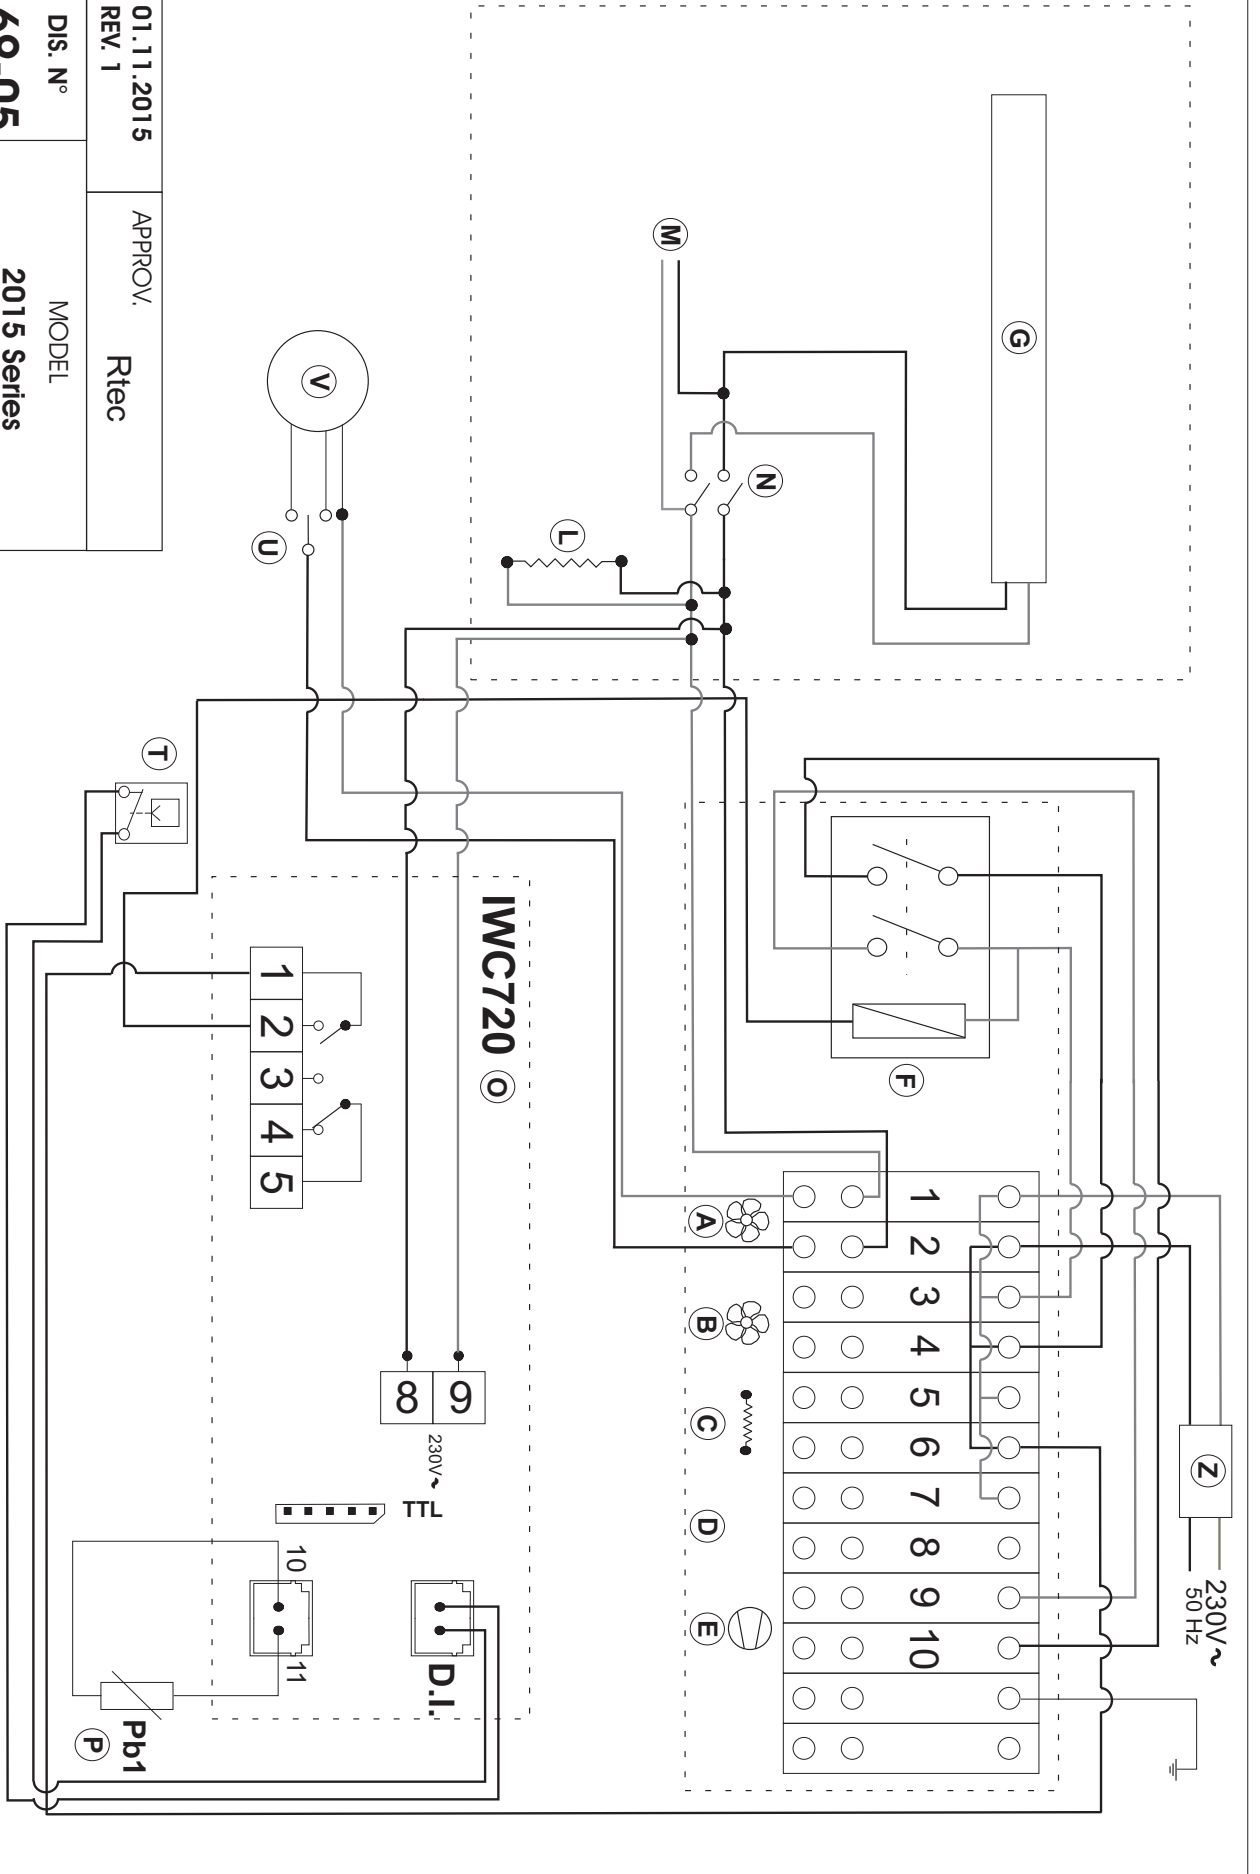 01.11.2015
REV. 1
APPROV.
Rtec
DIS. N°
MODEL
2015 Series
M
G
V
N
L
U
T
IWC720 O
F
1
2
3
4
5
8
9
230V~
TTL
10
11
D.I.
Pb1
P
A
B
C
D
E
1
2
3
4
5
6
7
8
9
10
Z
230V~
50 Hz